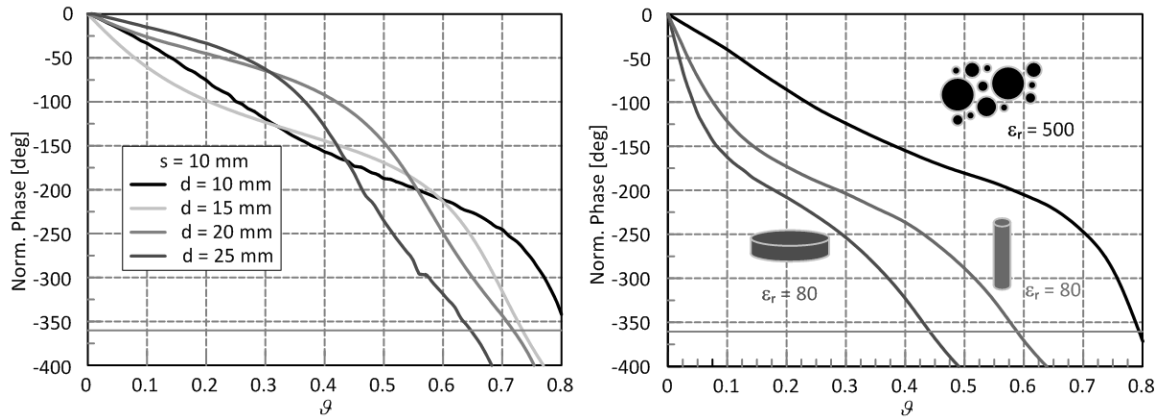 0
-50
-100
-150
-200
-250
-300
-350
-400
Norm. Phase [deg]
s = 10 mm
d = 10 mm
d = 15 mm
d = 20 mm
d = 25 mm
0 0.1 0.2 0.3 0.4 0.5 0.6 0.7 0.8
ϑ
0
-50
-100
-150
-200
-250
-300
-350
-400
Norm. Phase [deg]
εr = 500
εr = 80
εr = 80
0 0.1 0.2 0.3 0.4 0.5 0.6 0.7 0.8
ϑ